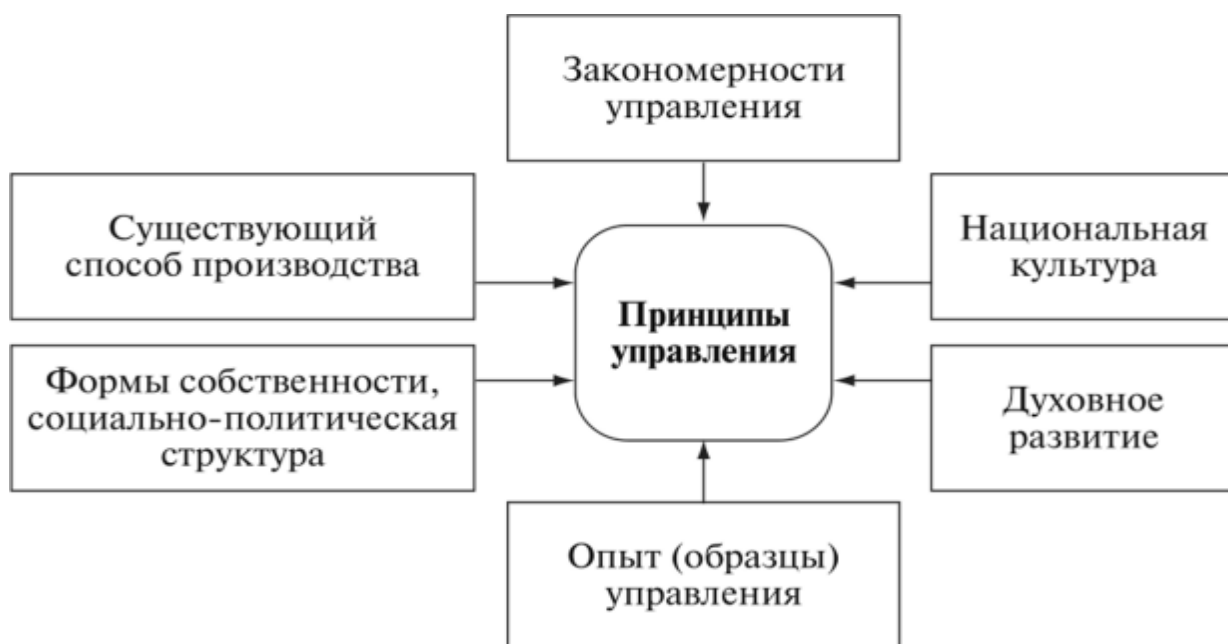 Закономерности
управления
Существующий
способ производства
Национальная
культура
Принципы
управления
Формы собственности,
социально-политическая
структура
Духовное
развитие
Опыт (образцы)
управления